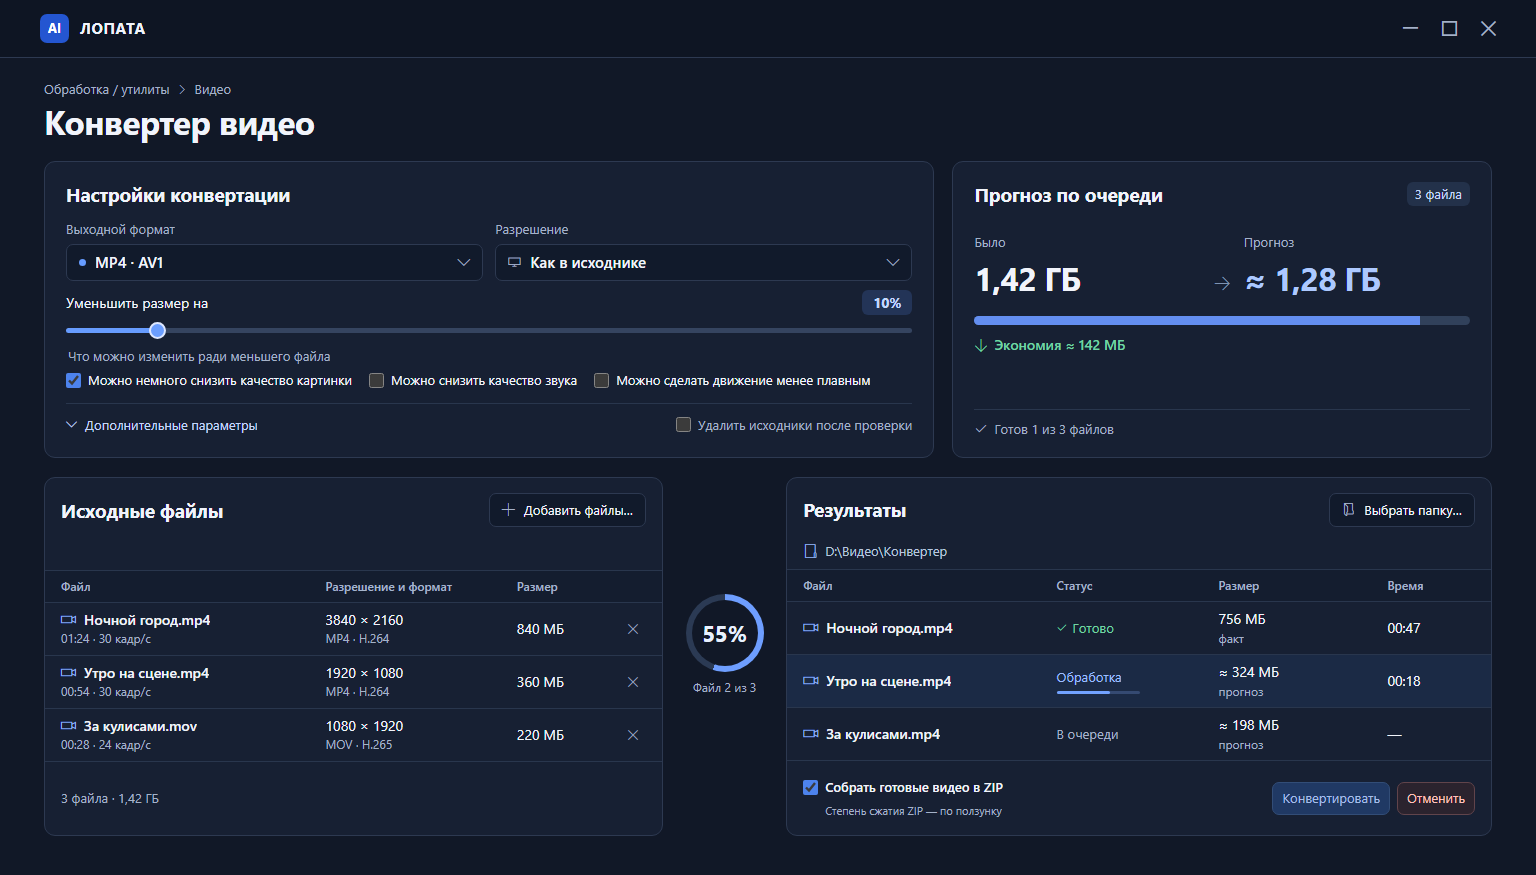 AI ЛОПАТА
Обработка / утилиты > Видео
Конвертер видео
Настройки конвертации
Выходной формат
Разрешение
MP4 · AV1
Как в исходнике
Уменьшить размер на
10%
Что можно изменить ради меньшего файла
Можно немного снизить качество картинки
Можно снизить качество звука
Можно сделать движение менее плавным
Дополнительные параметры
Удалить исходники после проверки
Прогноз по очереди
3 файла
Было
Прогноз
1,42 ГБ
→ ≈ 1,28 ГБ
Экономия ≈ 142 МБ
Готов 1 из 3 файлов
Исходные файлы
Добавить файлы...
Файл
Разрешение и формат
Размер
Ночной город.mp4
01:24 · 30 кадр/с
3840 × 2160
MP4 · H.264
840 МБ
Утро на сцене.mp4
00:54 · 30 кадр/с
1920 × 1080
MP4 · H.264
360 МБ
За кулисами.mov
00:28 · 24 кадр/с
1080 × 1920
MOV · H.265
220 МБ
3 файла · 1,42 ГБ
55%
Файл 2 из 3
Результаты
Выбрать папку...
D:\Видео\Конвертер
Файл
Статус
Размер
Время
Ночной город.mp4
Готово
756 МБ
факт
00:47
Утро на сцене.mp4
Обработка
≈ 324 МБ
прогноз
00:18
За кулисами.mp4
В очереди
≈ 198 МБ
прогноз
—
Собрать готовые видео в ZIP
Степень сжатия ZIP — по ползунку
Конвертировать
Отменить